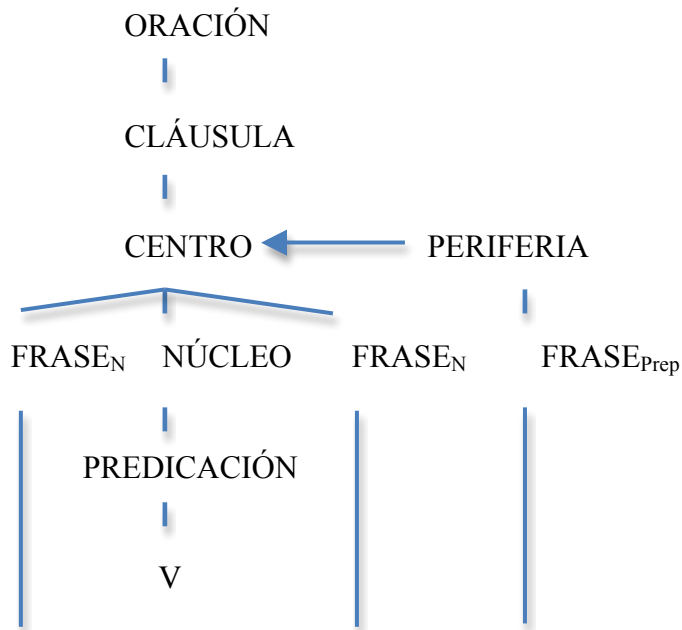 ORACIÓN
CLÁUSULA
CENTRO PERIFERIA
FRASEN NÚCLEO FRASEN FRASEPrep
PREDICACIÓN
V